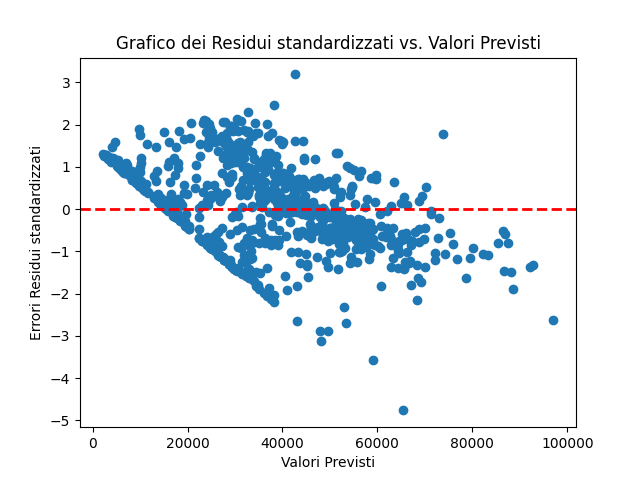 Grafico dei Residui standardizzati vs. Valori Previsti
Errori Residui standardizzati
3
2
1
0
−1
−2
−3
−4
−5
0 20000 40000 60000 80000 100000
Valori Previsti